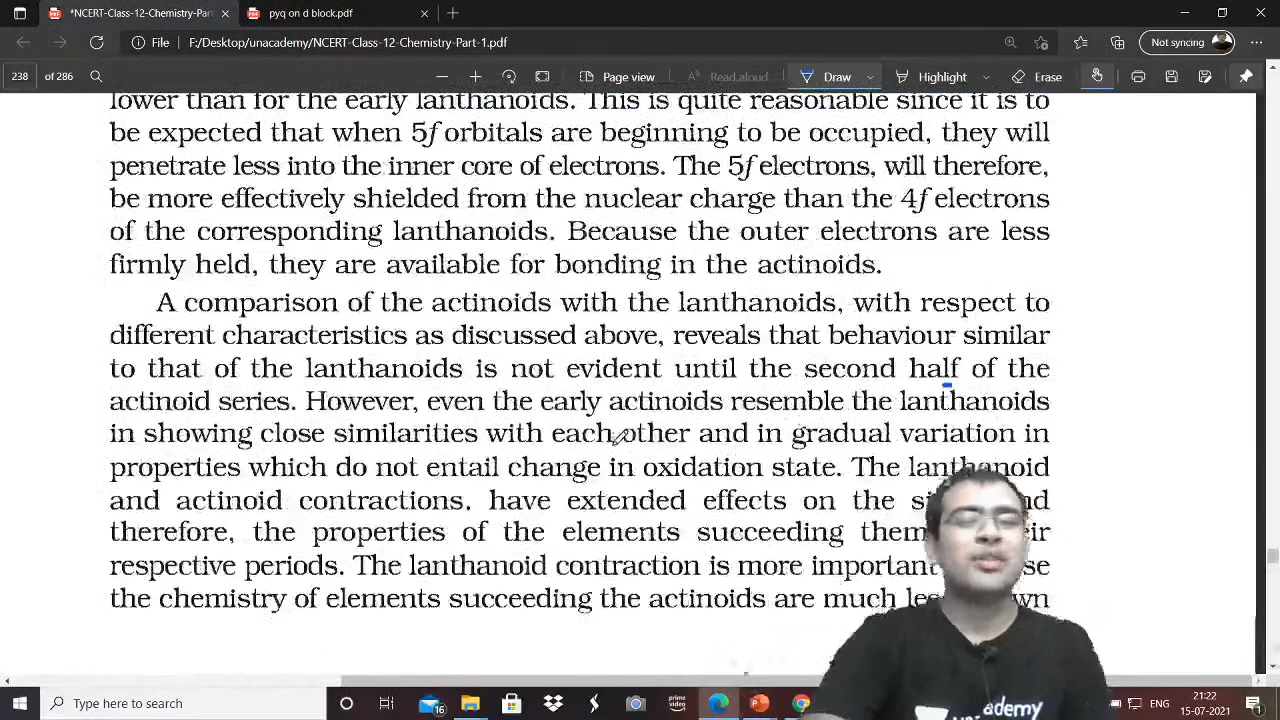 *NCERT-Class-12-Chemistry-Part-
pyq on d block.pdf
File F:/Desktop/unacademy/NCERT-Class-12-Chemistry-Part-1.pdf
Not syncing
238 of 286
Page view
Read aloud
Draw
Highlight
Erase
lower than for the early lanthanoids. This is quite reasonable since it is to
be expected that when 5f orbitals are beginning to be occupied, they will
penetrate less into the inner core of electrons. The 5f electrons, will therefore,
be more effectively shielded from the nuclear charge than the 4f electrons
of the corresponding lanthanoids. Because the outer electrons are less
firmly held, they are available for bonding in the actinoids.
A comparison of the actinoids with the lanthanoids, with respect to
different characteristics as discussed above, reveals that behaviour similar
to that of the lanthanoids is not evident until the second half of the
actinoid series. However, even the early actinoids resemble the lanthanoids
in showing close similarities with each other and in gradual variation in
properties which do not entail change in oxidation state. The lanthanoid
and actinoid contractions, have extended effects on the
therefore, the properties of the elements succeeding
respective periods. The lanthanoid contraction is more important
the chemistry of elements succeeding the actinoids are much
Type here to search
16
prime video
21:22
15-07-2021